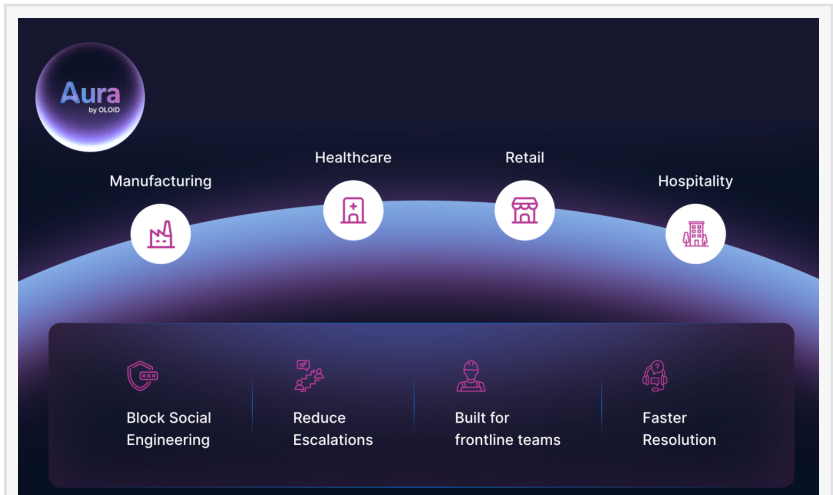 Aura
by OLOID
Healthcare
Retail
Manufacturing
Hospitality
Block Social
Engineering
Reduce
Escalations
Built for
frontline teams
Faster
Resolution